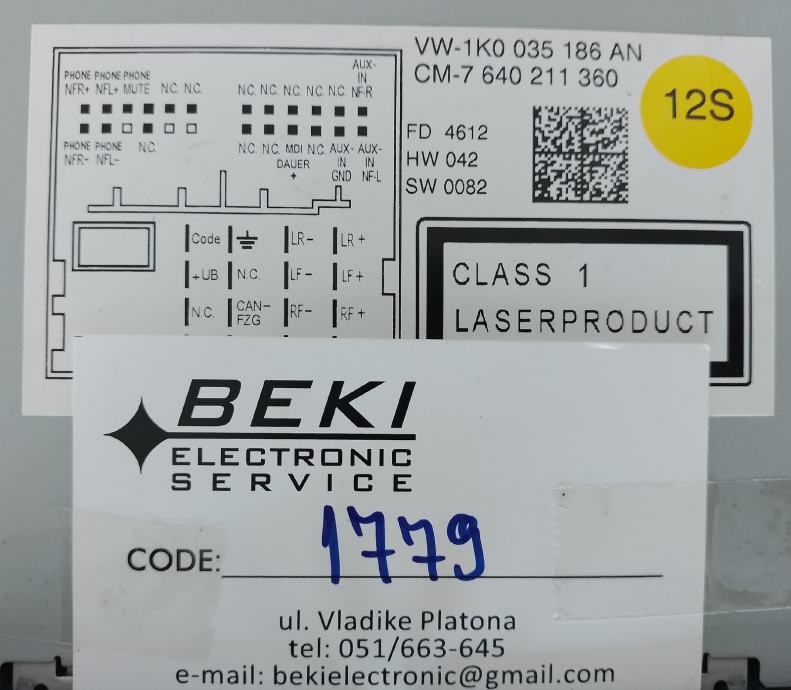 VW-1K0 035 186 AN
CM-7 640 211 360
12S
FD 4612
HW 042
SW 0082
AUX-
PHONE PHONE PHONE IN
NFR+ NFL+ MUTE N.C. N.C. N.C. N.C. N.C. N.C. N.C. NF-R
PHONE PHONE N.C. N.C. N.C. MDI N.C. AUX- AUX-
NFR- NFL- DAUER IN IN
+ GND NF-L
Code LR- LR+
+UB N.C. LF- LF+
N.C. CAN- RF- RF+
FZG
CLASS 1
LASERPRODUCT
BEKI
ELECTRONIC
SERVICE
CODE: 1779
ul. Vladike Platona
tel: 051/663-645
e-mail: bekielectronic@gmail.com